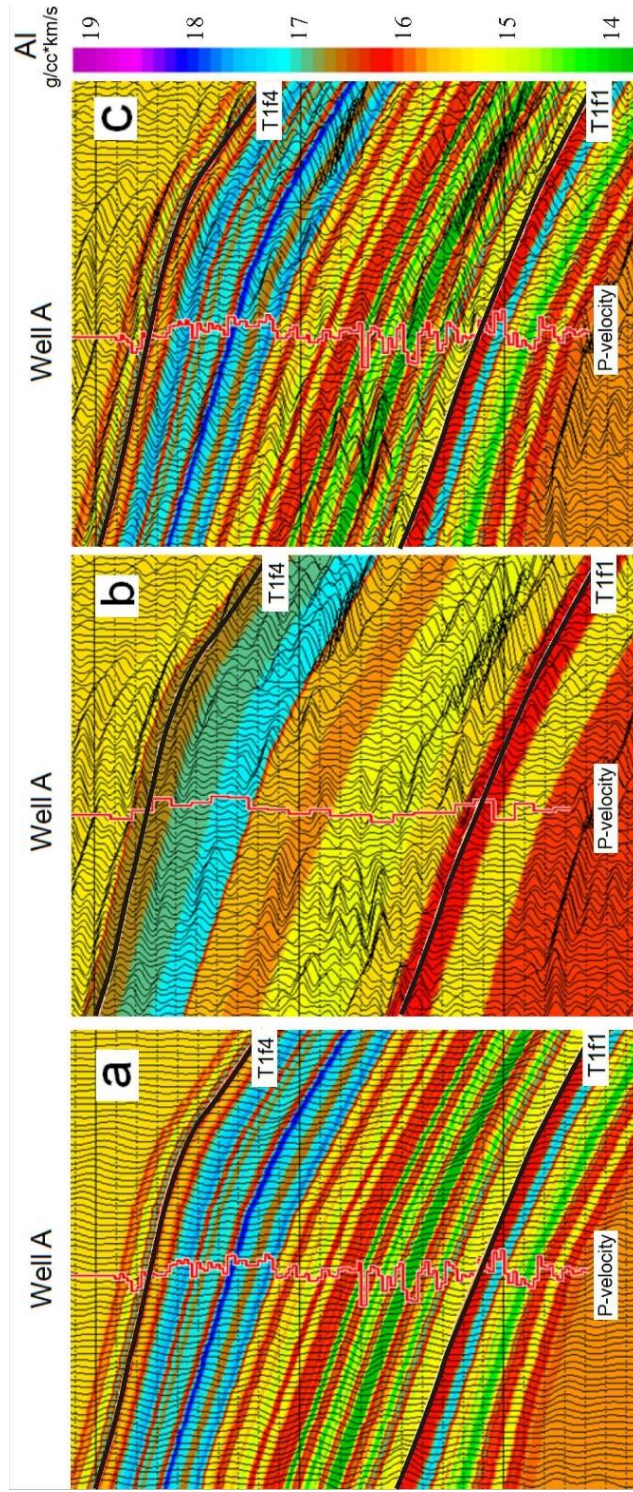 Well A
a
T1f4
T1f1
P-velocity
Well A
b
T1f4
T1f1
P-velocity
Well A
c
T1f4
T1f1
P-velocity
AI
g/cc*km/s
19
18
17
16
15
14